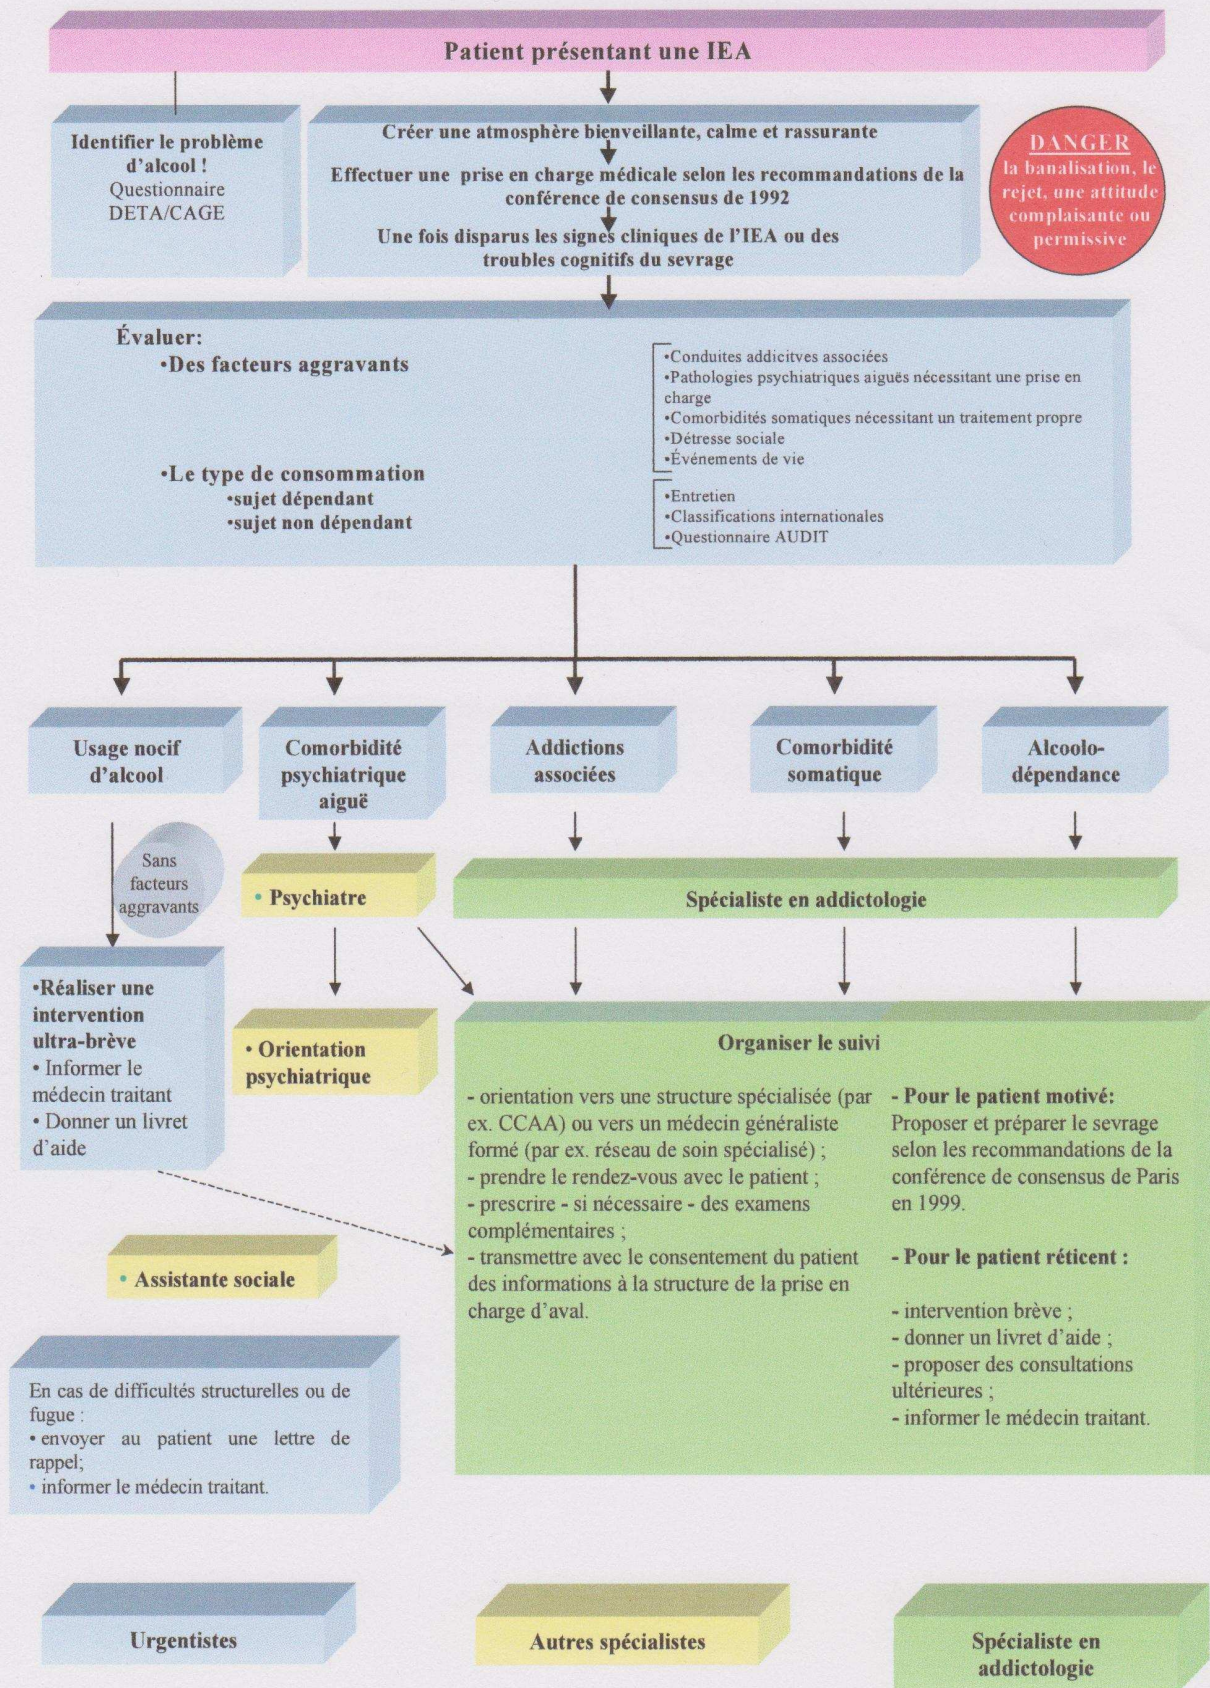 Patient présentant une IEA
Identifier le problème
d'alcool !
Questionnaire
DETA/CAGE
Créer une atmosphère bienveillante, calme et rassurante
Effectuer une prise en charge médicale selon les recommandations de la
conférence de consensus de 1992
Une fois disparus les signes cliniques de l'IEA ou des
troubles cognitifs du sevrage
DANGER
la banalisation, le
rejet, une attitude
complaisante ou
permissive
Évaluer:
•Des facteurs aggravants
•Conduites addicitves associées
•Pathologies psychiatriques aiguës nécessitant une prise en
charge
•Comorbidités somatiques nécessitant un traitement propre
•Détresse sociale
•Événements de vie
•Le type de consommation
•sujet dépendant
•sujet non dépendant
•Entretien
•Classifications internationales
•Questionnaire AUDIT
Usage nocif
d'alcool
Comorbidité
psychiatrique
aiguë
Addictions
associées
Comorbidité
somatique
Alcoolo-
dépendance
Sans
facteurs
aggravants
• Psychiatre
Spécialiste en addictologie
•Réaliser une
intervention
ultra-brève
• Informer le
médecin traitant
• Donner un livret
d'aide
• Orientation
psychiatrique
Organiser le suivi
- orientation vers une structure spécialisée (par
ex. CCAA) ou vers un médecin généraliste
formé (par ex. réseau de soin spécialisé) ;
- prendre le rendez-vous avec le patient ;
- prescrire - si nécessaire - des examens
complémentaires ;
- transmettre avec le consentement du patient
des informations à la structure de la prise en
charge d'aval.
- Pour le patient motivé:
Proposer et préparer le sevrage
selon les recommandations de la
conférence de consensus de Paris
en 1999.
- Pour le patient réticent :
- intervention brève ;
- donner un livret d'aide ;
- proposer des consultations
ultérieures ;
- informer le médecin traitant.
• Assistante sociale
En cas de difficultés structurelles ou de
fugue :
• envoyer au patient une lettre de
rappel;
• informer le médecin traitant.
Urgentistes
Autres spécialistes
Spécialiste en
addictologie